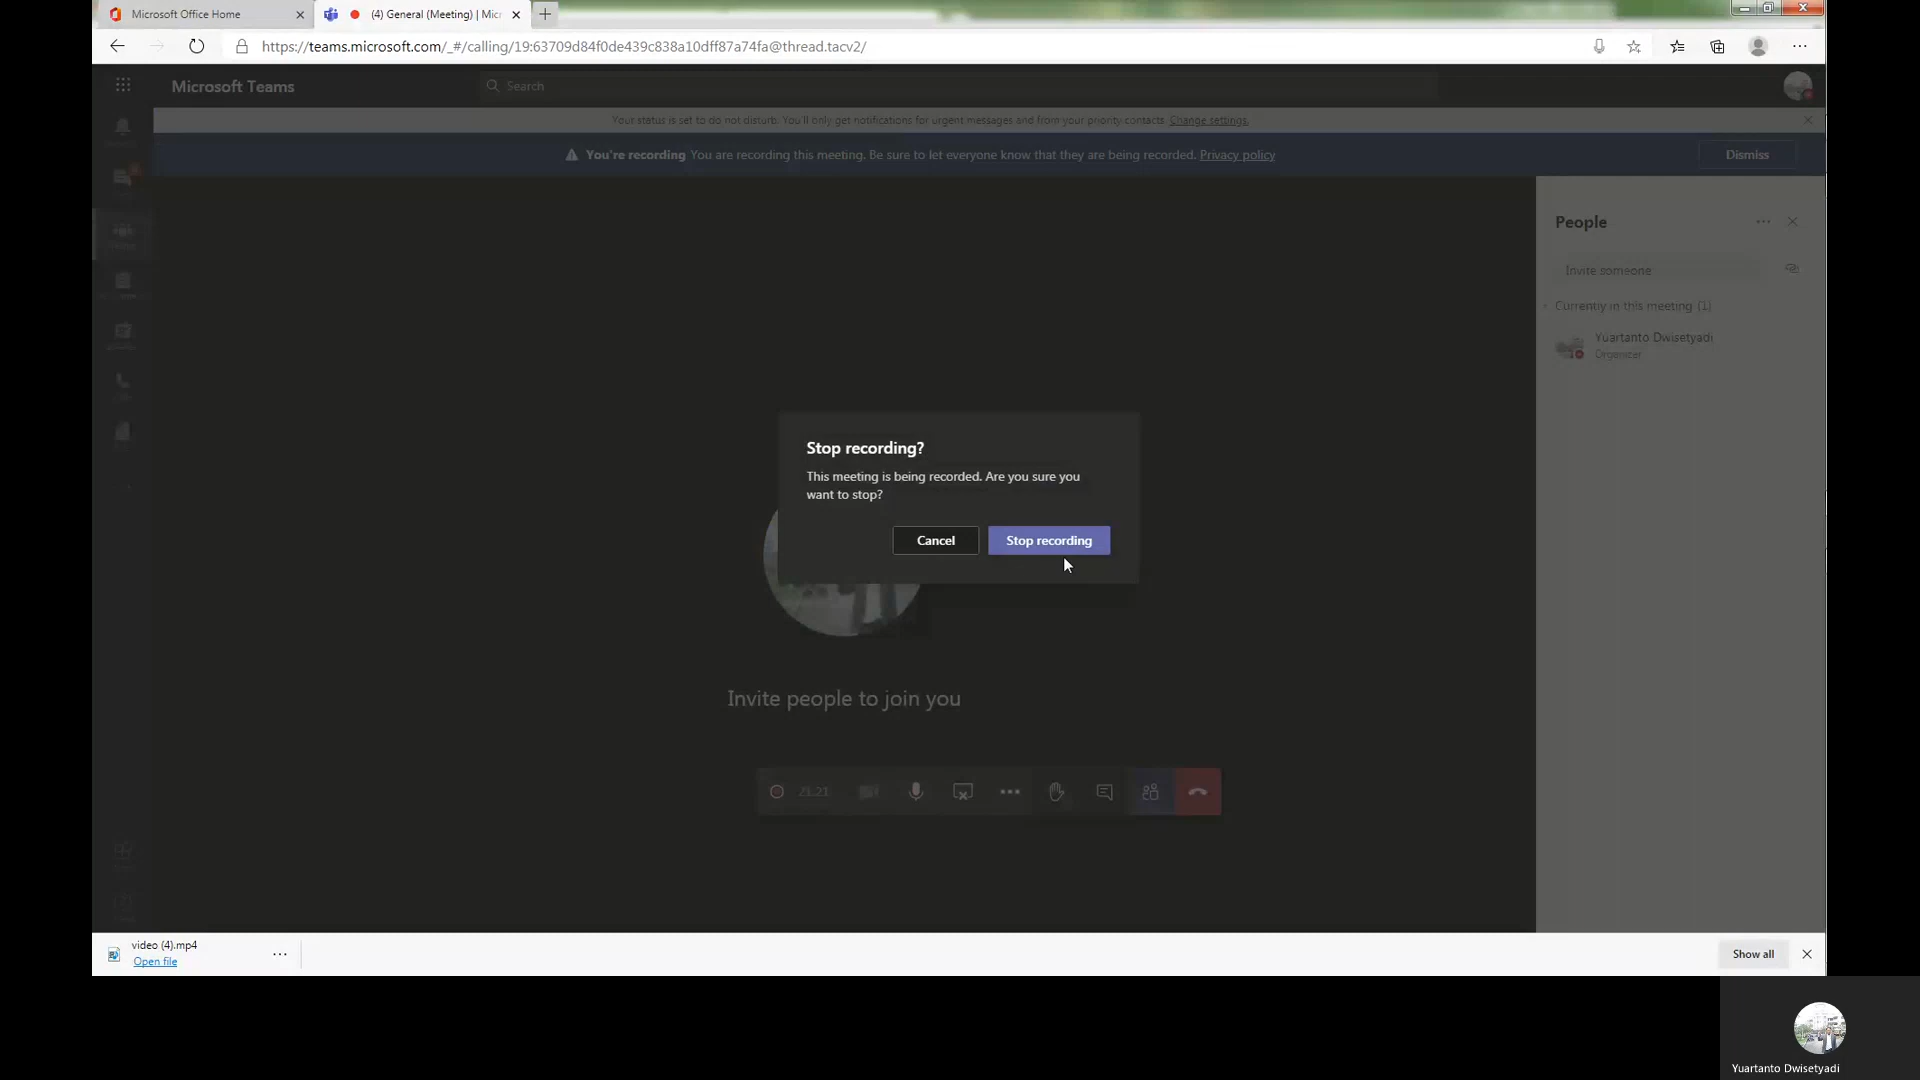 Microsoft Office Home
(4) General (Meeting) | Micr
https://teams.microsoft.com/_#/calling/19:63709d84f0de439c838a10dff87a74fa@thread.tacv2/
Microsoft Teams
Search
Your status is set to do not disturb. You'll only get notifications for urgent messages and from your priority contacts. Change settings.
You're recording You are recording this meeting. Be sure to let everyone know that they are being recorded. Privacy policy
Dismiss
People
Invite someone
Currently in this meeting (1)
Yuartanto Dwisetyadi
Organizer
Stop recording?
This meeting is being recorded. Are you sure you
want to stop?
Cancel
Stop recording
Invite people to join you
21:21
video (4).mp4
Open file
Show all
Yuartanto Dwisetyadi